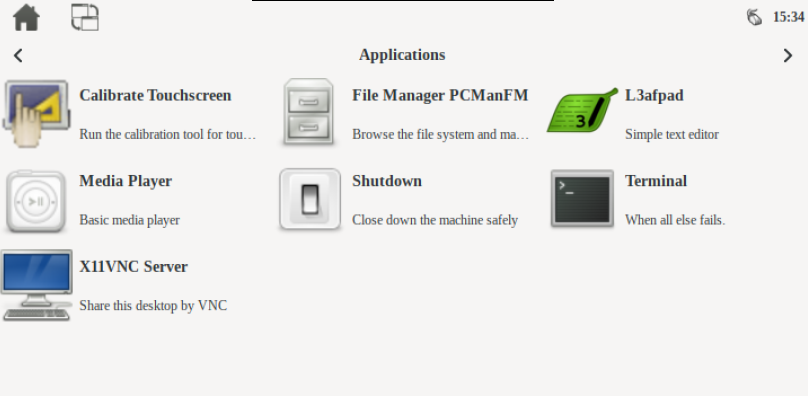 15:34
Applications
Calibrate Touchscreen
Run the calibration tool for tou…
File Manager PCManFM
Browse the file system and ma…
L3afpad
Simple text editor
Media Player
Basic media player
Shutdown
Close down the machine safely
Terminal
When all else fails.
X11VNC Server
Share this desktop by VNC